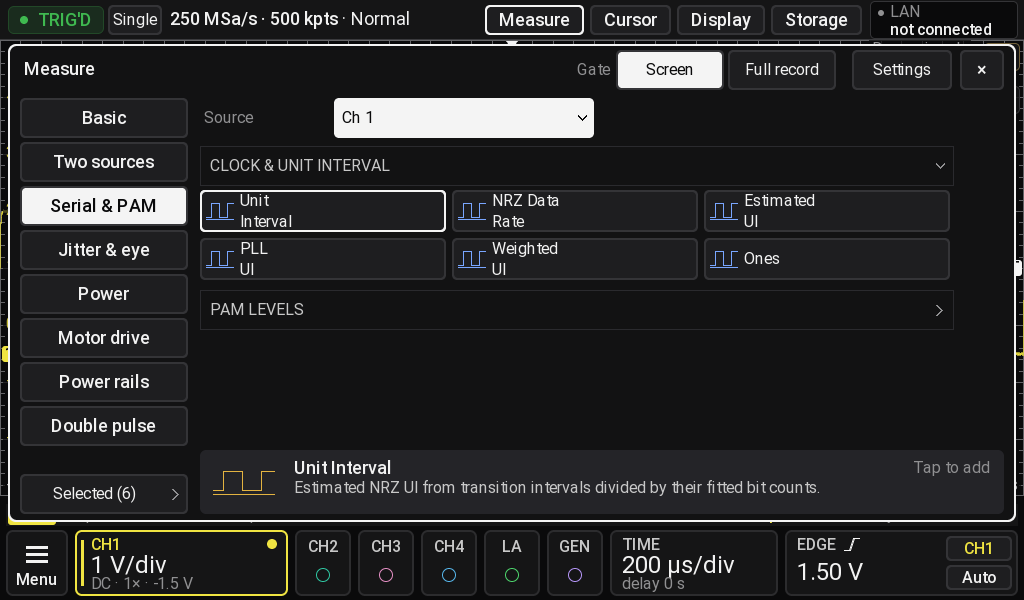 TRIG'D
Single
250 MSa/s · 500 kpts · Normal
Measure
Cursor
Display
Storage
LAN
not connected
Measure
Gate
Screen
Full record
Settings
×
Basic
Two sources
Serial & PAM
Jitter & eye
Power
Motor drive
Power rails
Double pulse
Selected (6)
Source
Ch 1
CLOCK & UNIT INTERVAL
Unit
Interval
NRZ Data
Rate
Estimated
UI
PLL
UI
Weighted
UI
Ones
PAM LEVELS
Unit Interval
Tap to add
Estimated NRZ UI from transition intervals divided by their fitted bit counts.
Menu
CH1
1 V/div
DC · 1× · -1.5 V
CH2
CH3
CH4
LA
GEN
TIME
200 µs/div
delay 0 s
EDGE
1.50 V
CH1
Auto